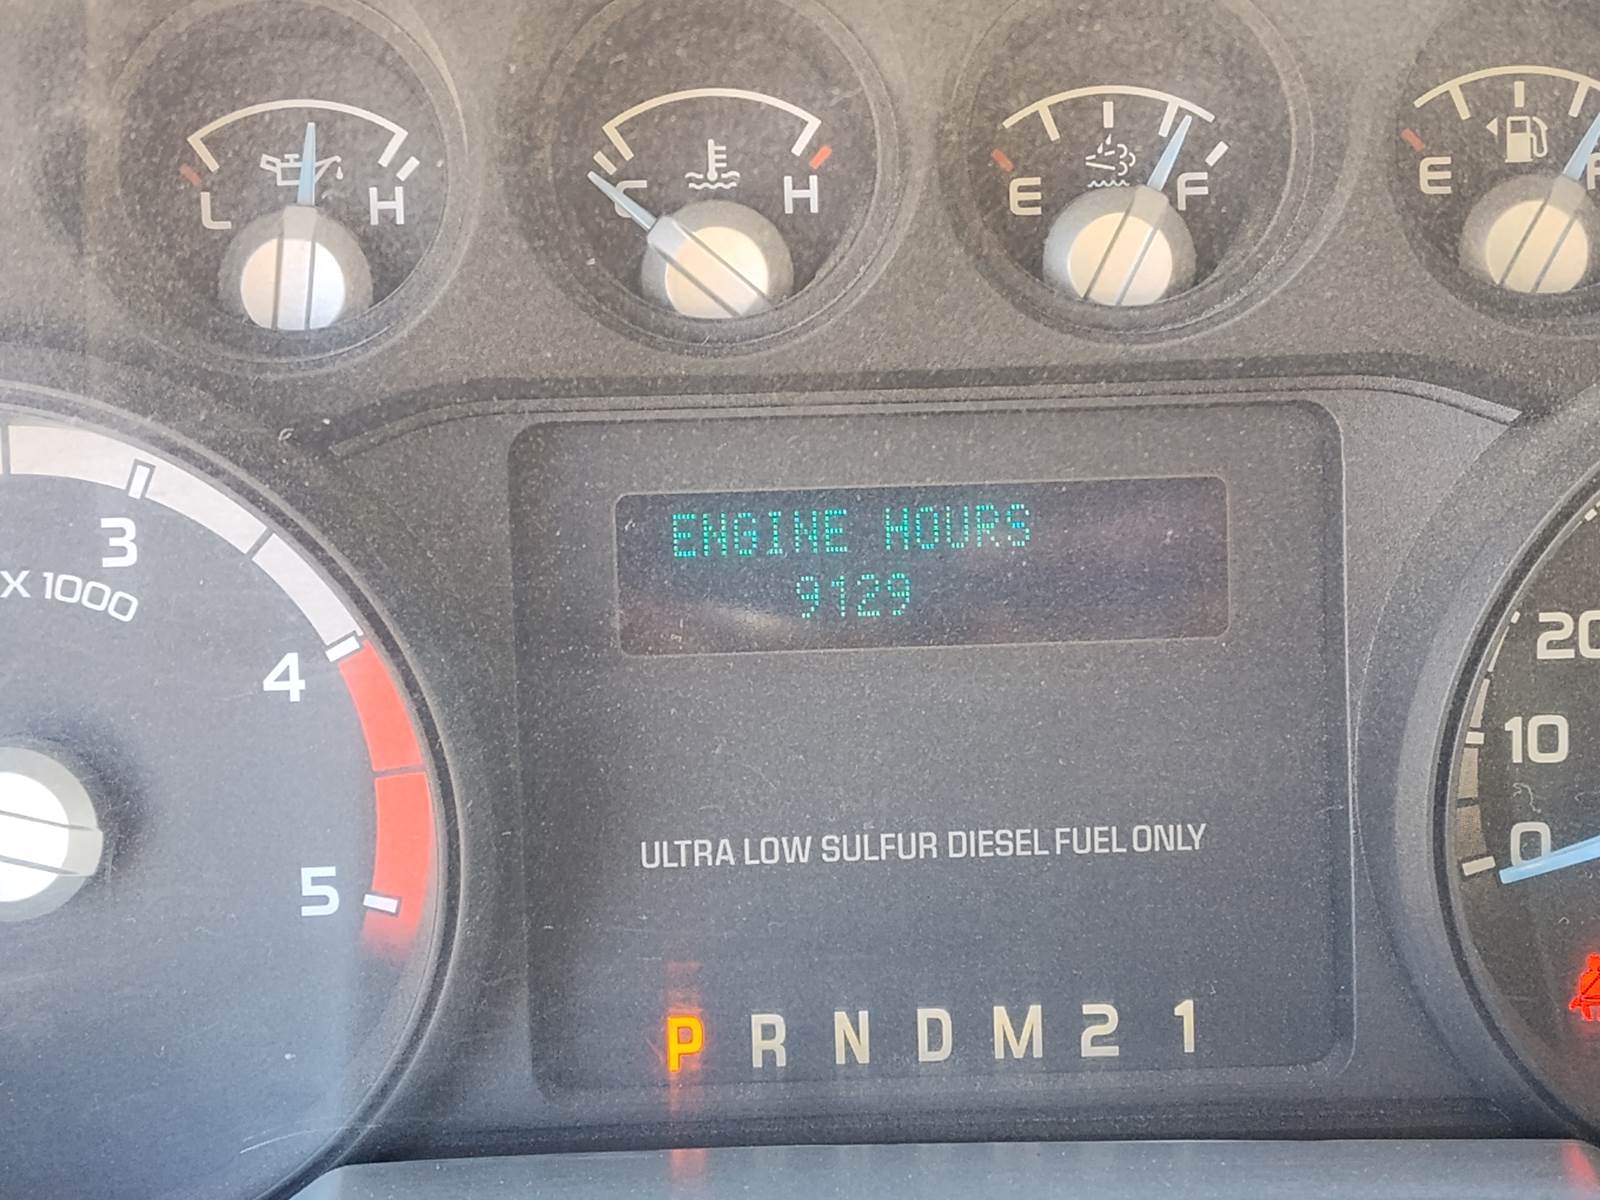 L H
C H
E F
E F
3
X 1000
4
5
ENGINE HOURS
9129
20
10
0
ULTRA LOW SULFUR DIESEL FUEL ONLY
P R N D M 2 1